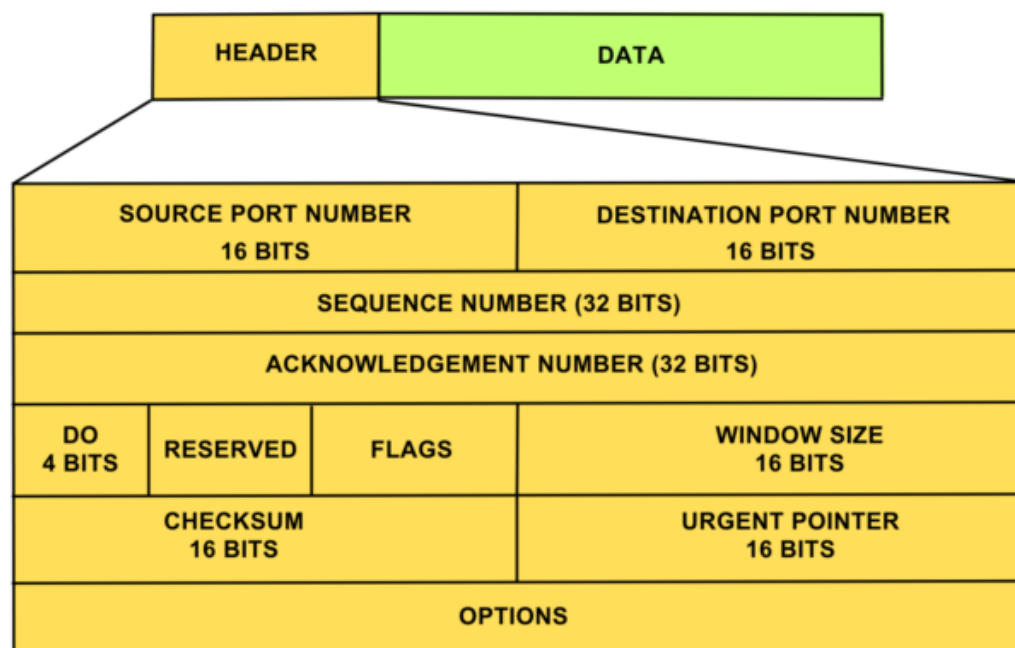 HEADER
DATA
SOURCE PORT NUMBER
16 BITS
DESTINATION PORT NUMBER
16 BITS
SEQUENCE NUMBER (32 BITS)
ACKNOWLEDGEMENT NUMBER (32 BITS)
DO
4 BITS
RESERVED
FLAGS
WINDOW SIZE
16 BITS
CHECKSUM
16 BITS
URGENT POINTER
16 BITS
OPTIONS